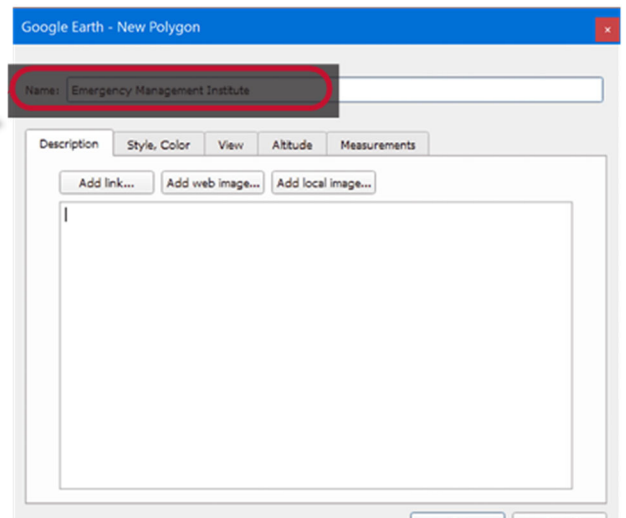 Google Earth - New Polygon
×
Name: Emergency Management Institute
Description Style, Color View Altitude Measurements
Add link... Add web image... Add local image...